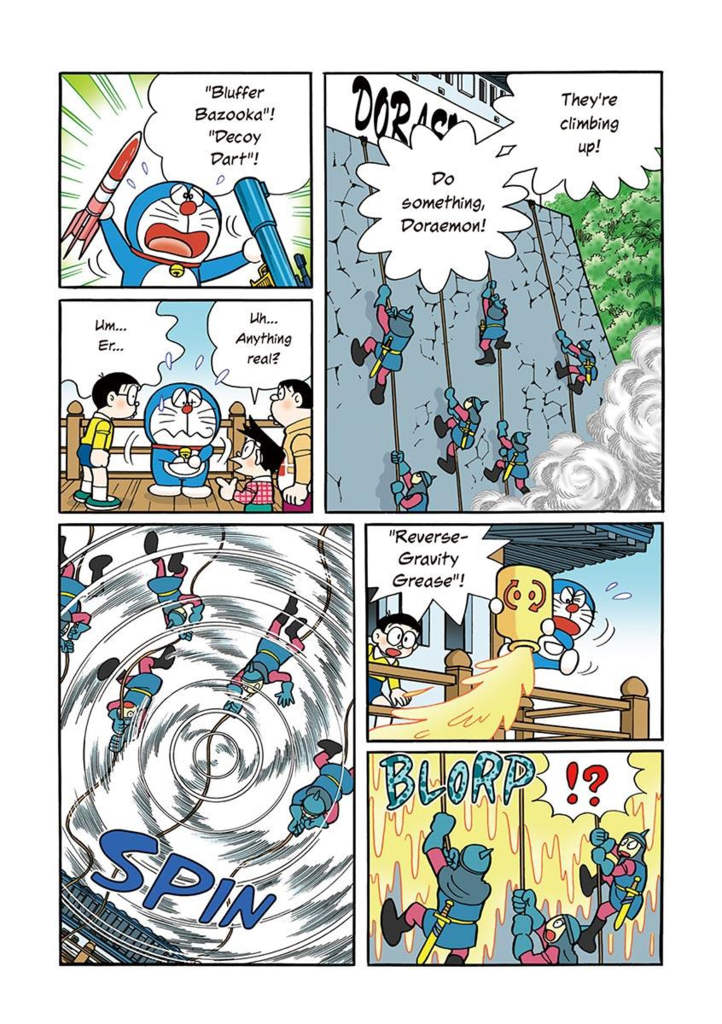 They're
climbing
up!
Do
something,
Doraemon!
"Bluffer
Bazooka"!
"Decoy
Dart"!
Uh...
Anything
real?
Um...
Er...
"Reverse-
Gravity
Grease"!
!?
BLORP
SPIN